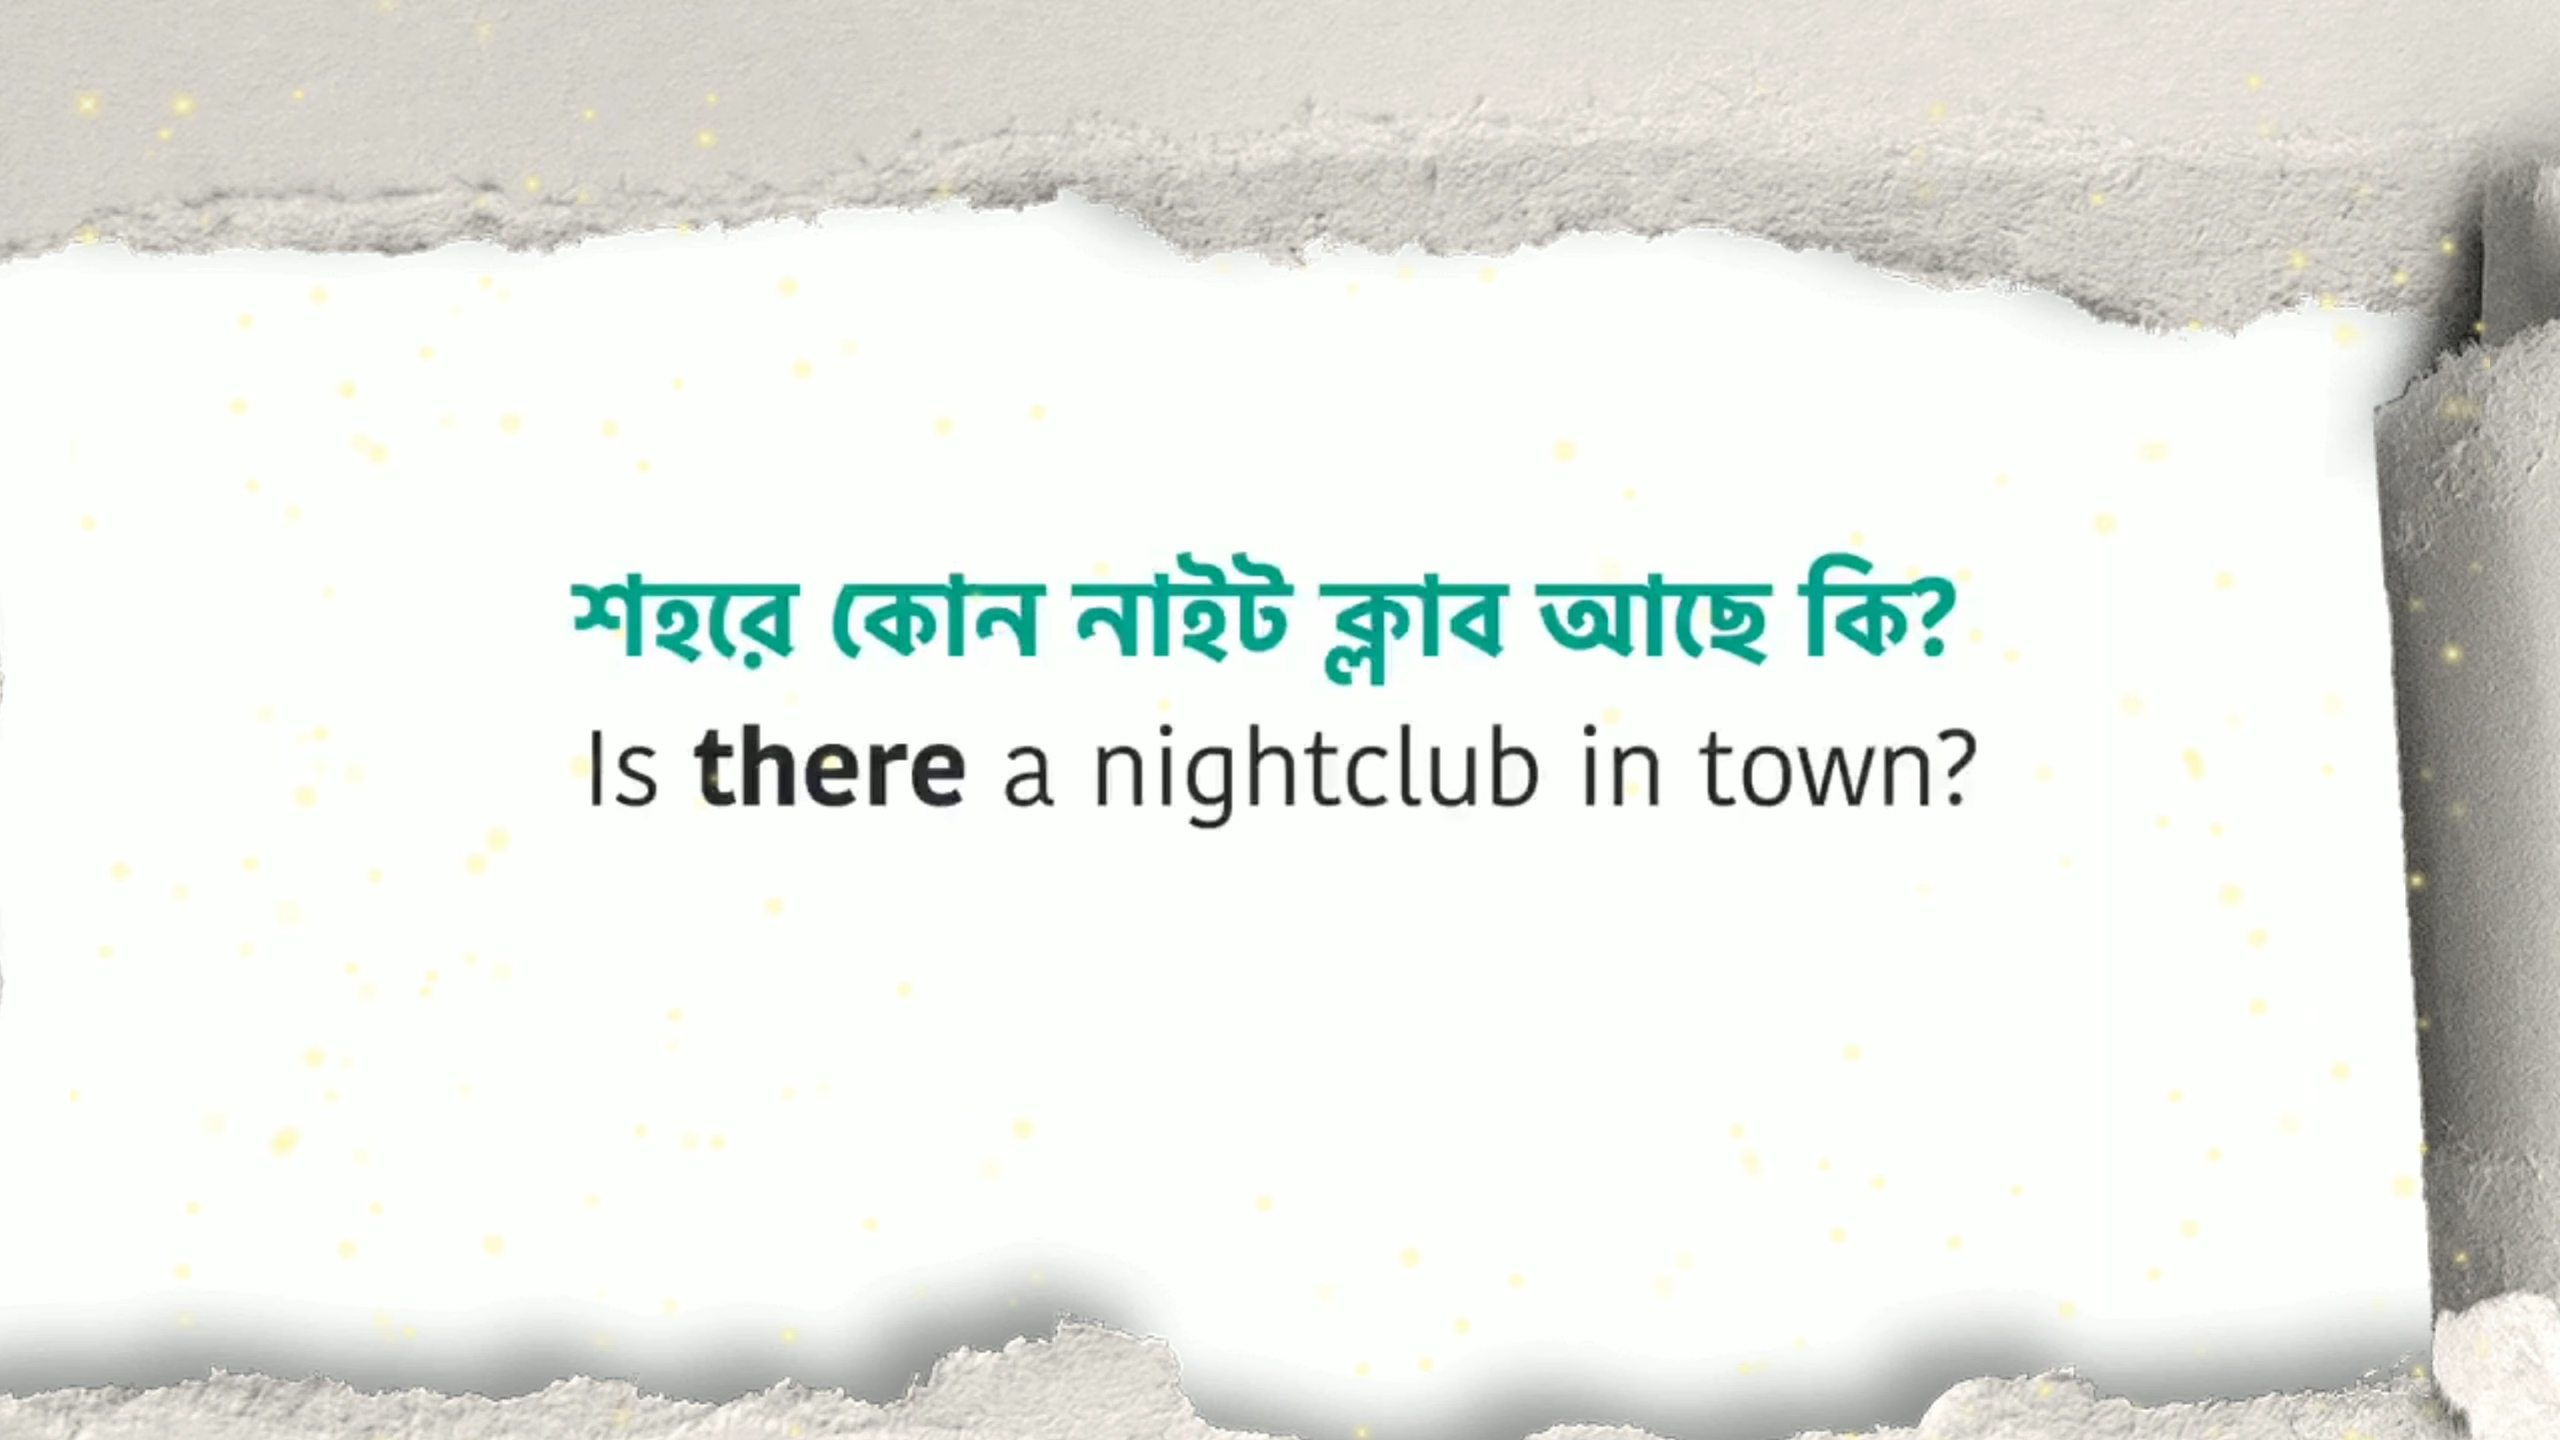 শহরে কোন নাইট ক্লাব আছে কি?
Is there a nightclub in town?